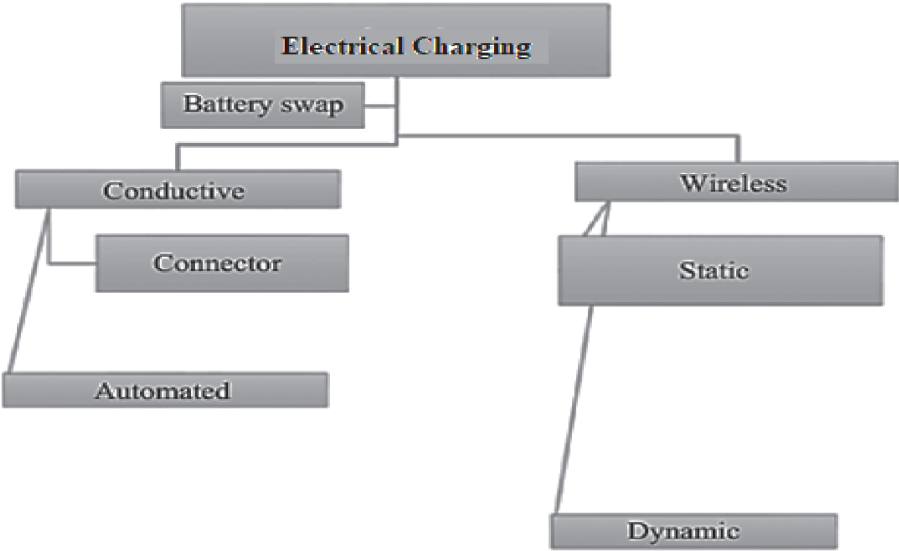 Electrical Charging
Battery swap
Conductive
Wireless
Connector
Static
Automated
Dynamic